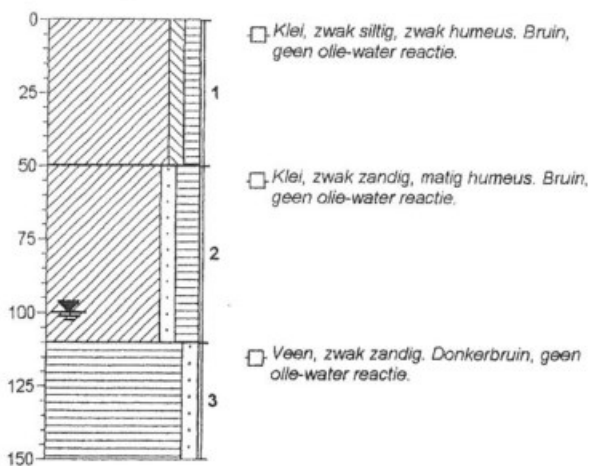 0
Klei, zwak siltig, zwak humeus. Bruin,
geen olie-water reactie.
25
1
50
Klei, zwak zandig, matig humeus. Bruin,
geen olie-water reactie.
75
2
100
Veen, zwak zandig. Donkerbruin, geen
olie-water reactie.
125
3
150